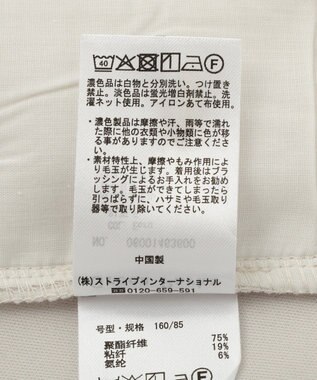 40 F
濃色品は白物と分別洗い。つけ置き
禁止。淡色品は蛍光増白剤禁止。洗
濯ネット使用。アイロンあて布使用。
・濃色製品は摩擦や汗、雨等で濡れ
た際に他の衣類や小物類に色が移
る事がありますのでご注意くださ
い。
・素材特性上、摩擦やもみ作用により
毛玉が生じます。着用後はブラ
ッシングによるお手入れをお勧め
します。毛玉ができてしまったら
引っぱらずに、ハサミや毛玉取り
器等で取り除いてください。
中国製
(株)ストライプインターナショナル
0120-659-591
号型・规格 160/85
75%
聚酯纤维 19%
粘纤 6%
氨纶
F